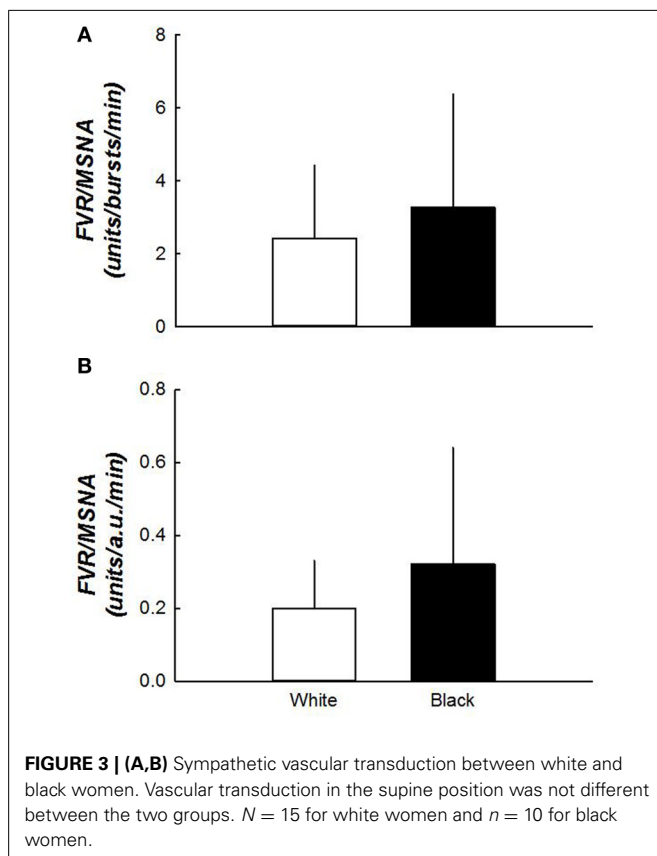 A
8
6
4
2
0
FVR/MSNA
(units/bursts/min)
B
0.8
0.6
0.4
0.2
0.0
FVR/MSNA
(units/a.u./min)
White Black
FIGURE 3 | (A,B) Sympathetic vascular transduction between white and
black women. Vascular transduction in the supine position was not different
between the two groups. N = 15 for white women and n = 10 for black
women.